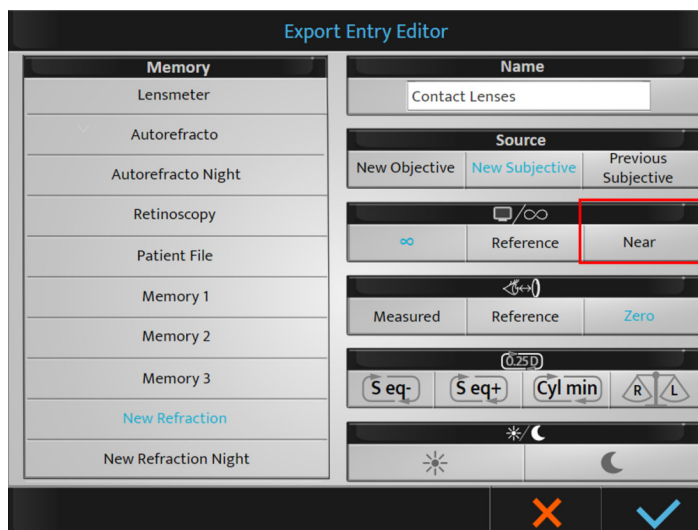 Export Entry Editor
Memory
Lensmeter
Autorefracto
Autorefracto Night
Retinoscopy
Patient File
Memory 1
Memory 2
Memory 3
New Refraction
New Refraction Night
Name
Contact Lenses
Source
New Objective New Subjective Previous Subjective
/∞
∞ Reference Near
Measured Reference Zero
0.25D
S eq- S eq+ Cyl min R L